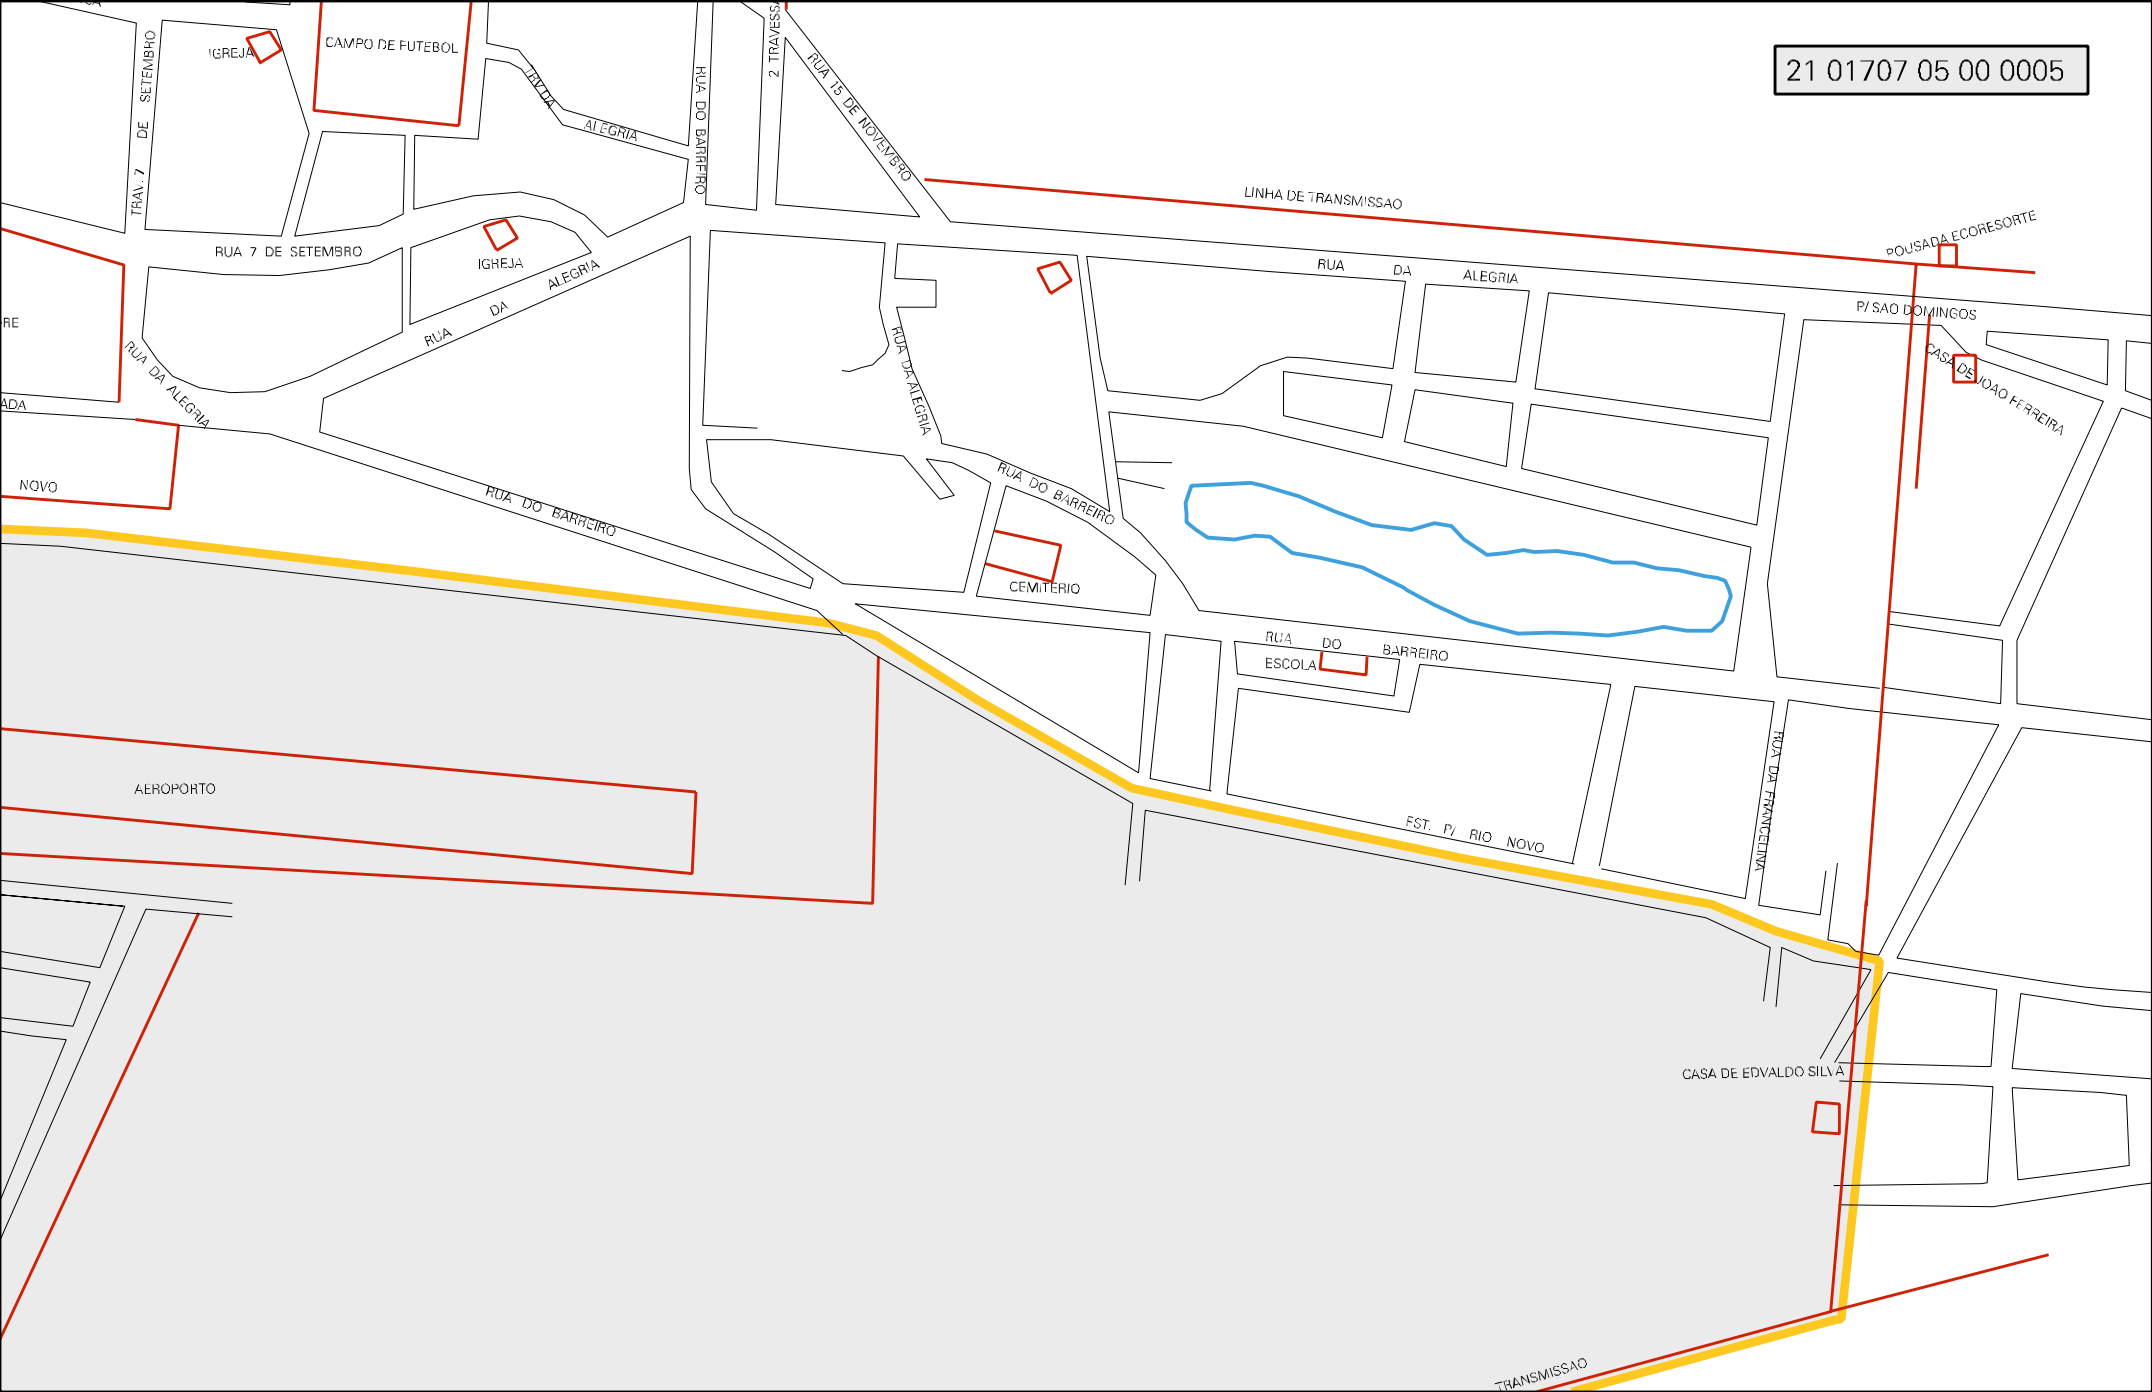 CAMPO DE FUTEBOL
IGREJA
TRAV. 7 DE SETEMBRO
TRV DA ALEGRIA
RUA DO BARREIRO
2 TRAVESSA
RUA 15 DE NOVEMBRO
21 01707 05 00 0005
LINHA DE TRANSMISSAO
POUSADA ECORESORTE
RUA 7 DE SETEMBRO
IGREJA
RUA DA ALEGRIA
RUA DA ALEGRIA
P/ SAO DOMINGOS
CASA DE JOAO FERREIRA
RUA DA ALEGRIA
RUA DA ALEGRIA
NOVO
RUA DO BARREIRO
RUA DO BARREIRO
CEMITERIO
RUA DO BARREIRO
ESCOLA
AEROPORTO
RUA DA FRANCELINA
EST. P/ RIO NOVO
CASA DE EDVALDO SILVA
TRANSMISSAO